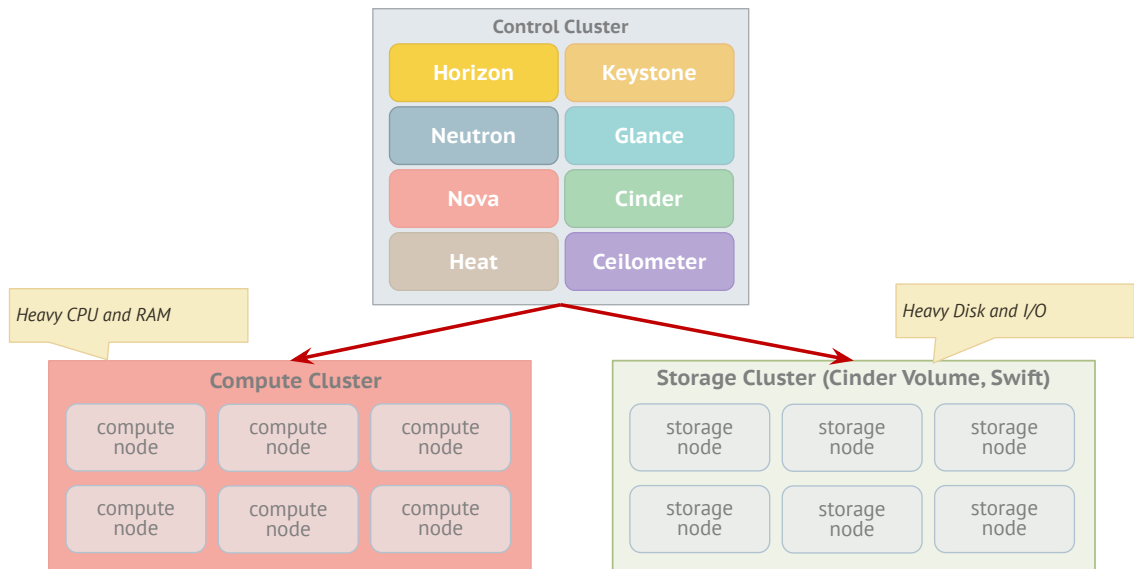 Control Cluster
Horizon
Keystone
Neutron
Glance
Nova
Cinder
Heat
Ceilometer
Heavy CPU and RAM
Heavy Disk and I/O
Compute Cluster
compute
node
compute
node
compute
node
compute
node
compute
node
compute
node
Storage Cluster (Cinder Volume, Swift)
storage
node
storage
node
storage
node
storage
node
storage
node
storage
node